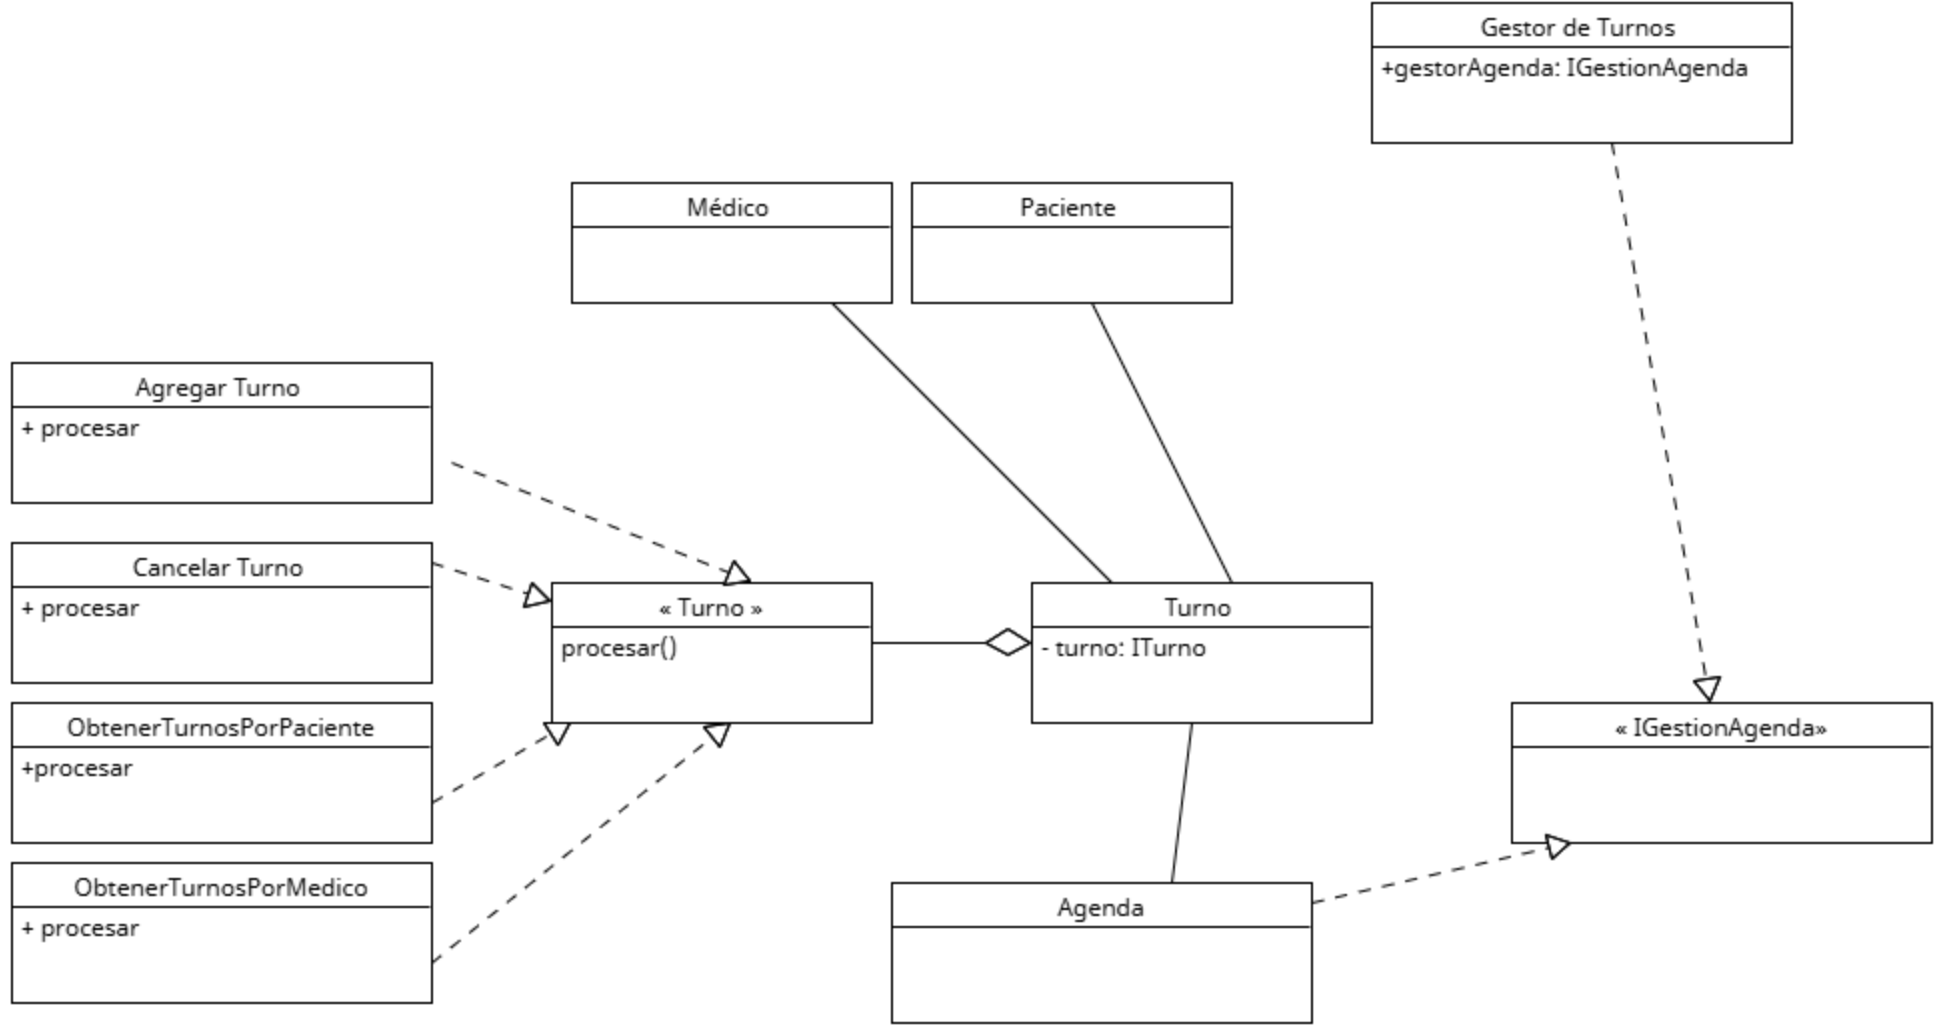 Gestor de Turnos
+gestorAgenda: IGestionAgenda
Médico
Paciente
Agregar Turno
+ procesar
Cancelar Turno
+ procesar
« Turno »
procesar()
Turno
- turno: ITurno
ObtenerTurnosPorPaciente
+procesar
« IGestionAgenda»
ObtenerTurnosPorMedico
+ procesar
Agenda